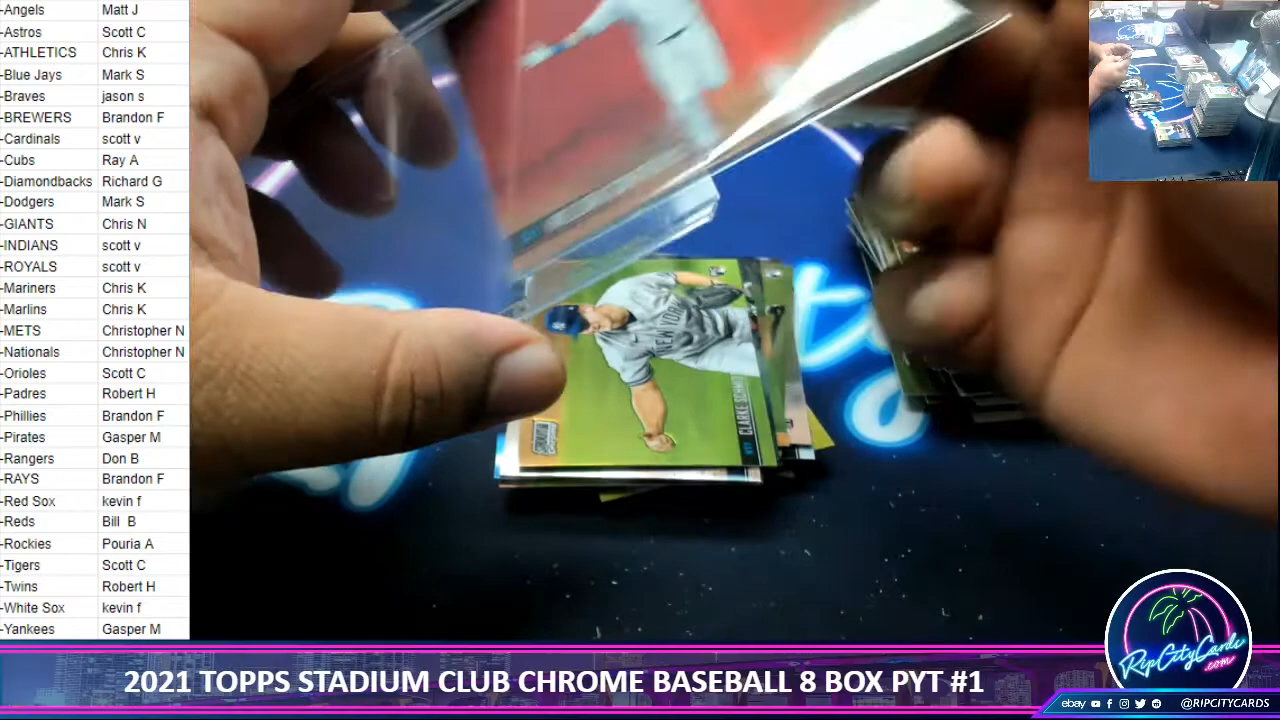 -Angels Matt J
-Astros Scott C
-ATHLETICS Chris K
-Blue Jays Mark S
-Braves jason s
-BREWERS Brandon F
-Cardinals scott v
-Cubs Ray A
-Diamondbacks Richard G
-Dodgers Mark S
-GIANTS Chris N
-INDIANS scott v
-ROYALS scott v
-Mariners Chris K
-Marlins Chris K
-METS Christopher N
-Nationals Christopher N
-Orioles Scott C
-Padres Robert H
-Phillies Brandon F
-Pirates Gasper M
-Rangers Don B
-RAYS Brandon F
-Red Sox kevin f
-Reds Bill B
-Rockies Pouria A
-Tigers Scott C
-Twins Robert H
-White Sox kevin f
-Yankees Gasper M
NEW YORK
CLARKE
2021 TOPPS STADIUM CLUB CHROME BASEBALL 8 BOX PYT #1
RipCityCards
.com
ebay @RIPCITYCARDS